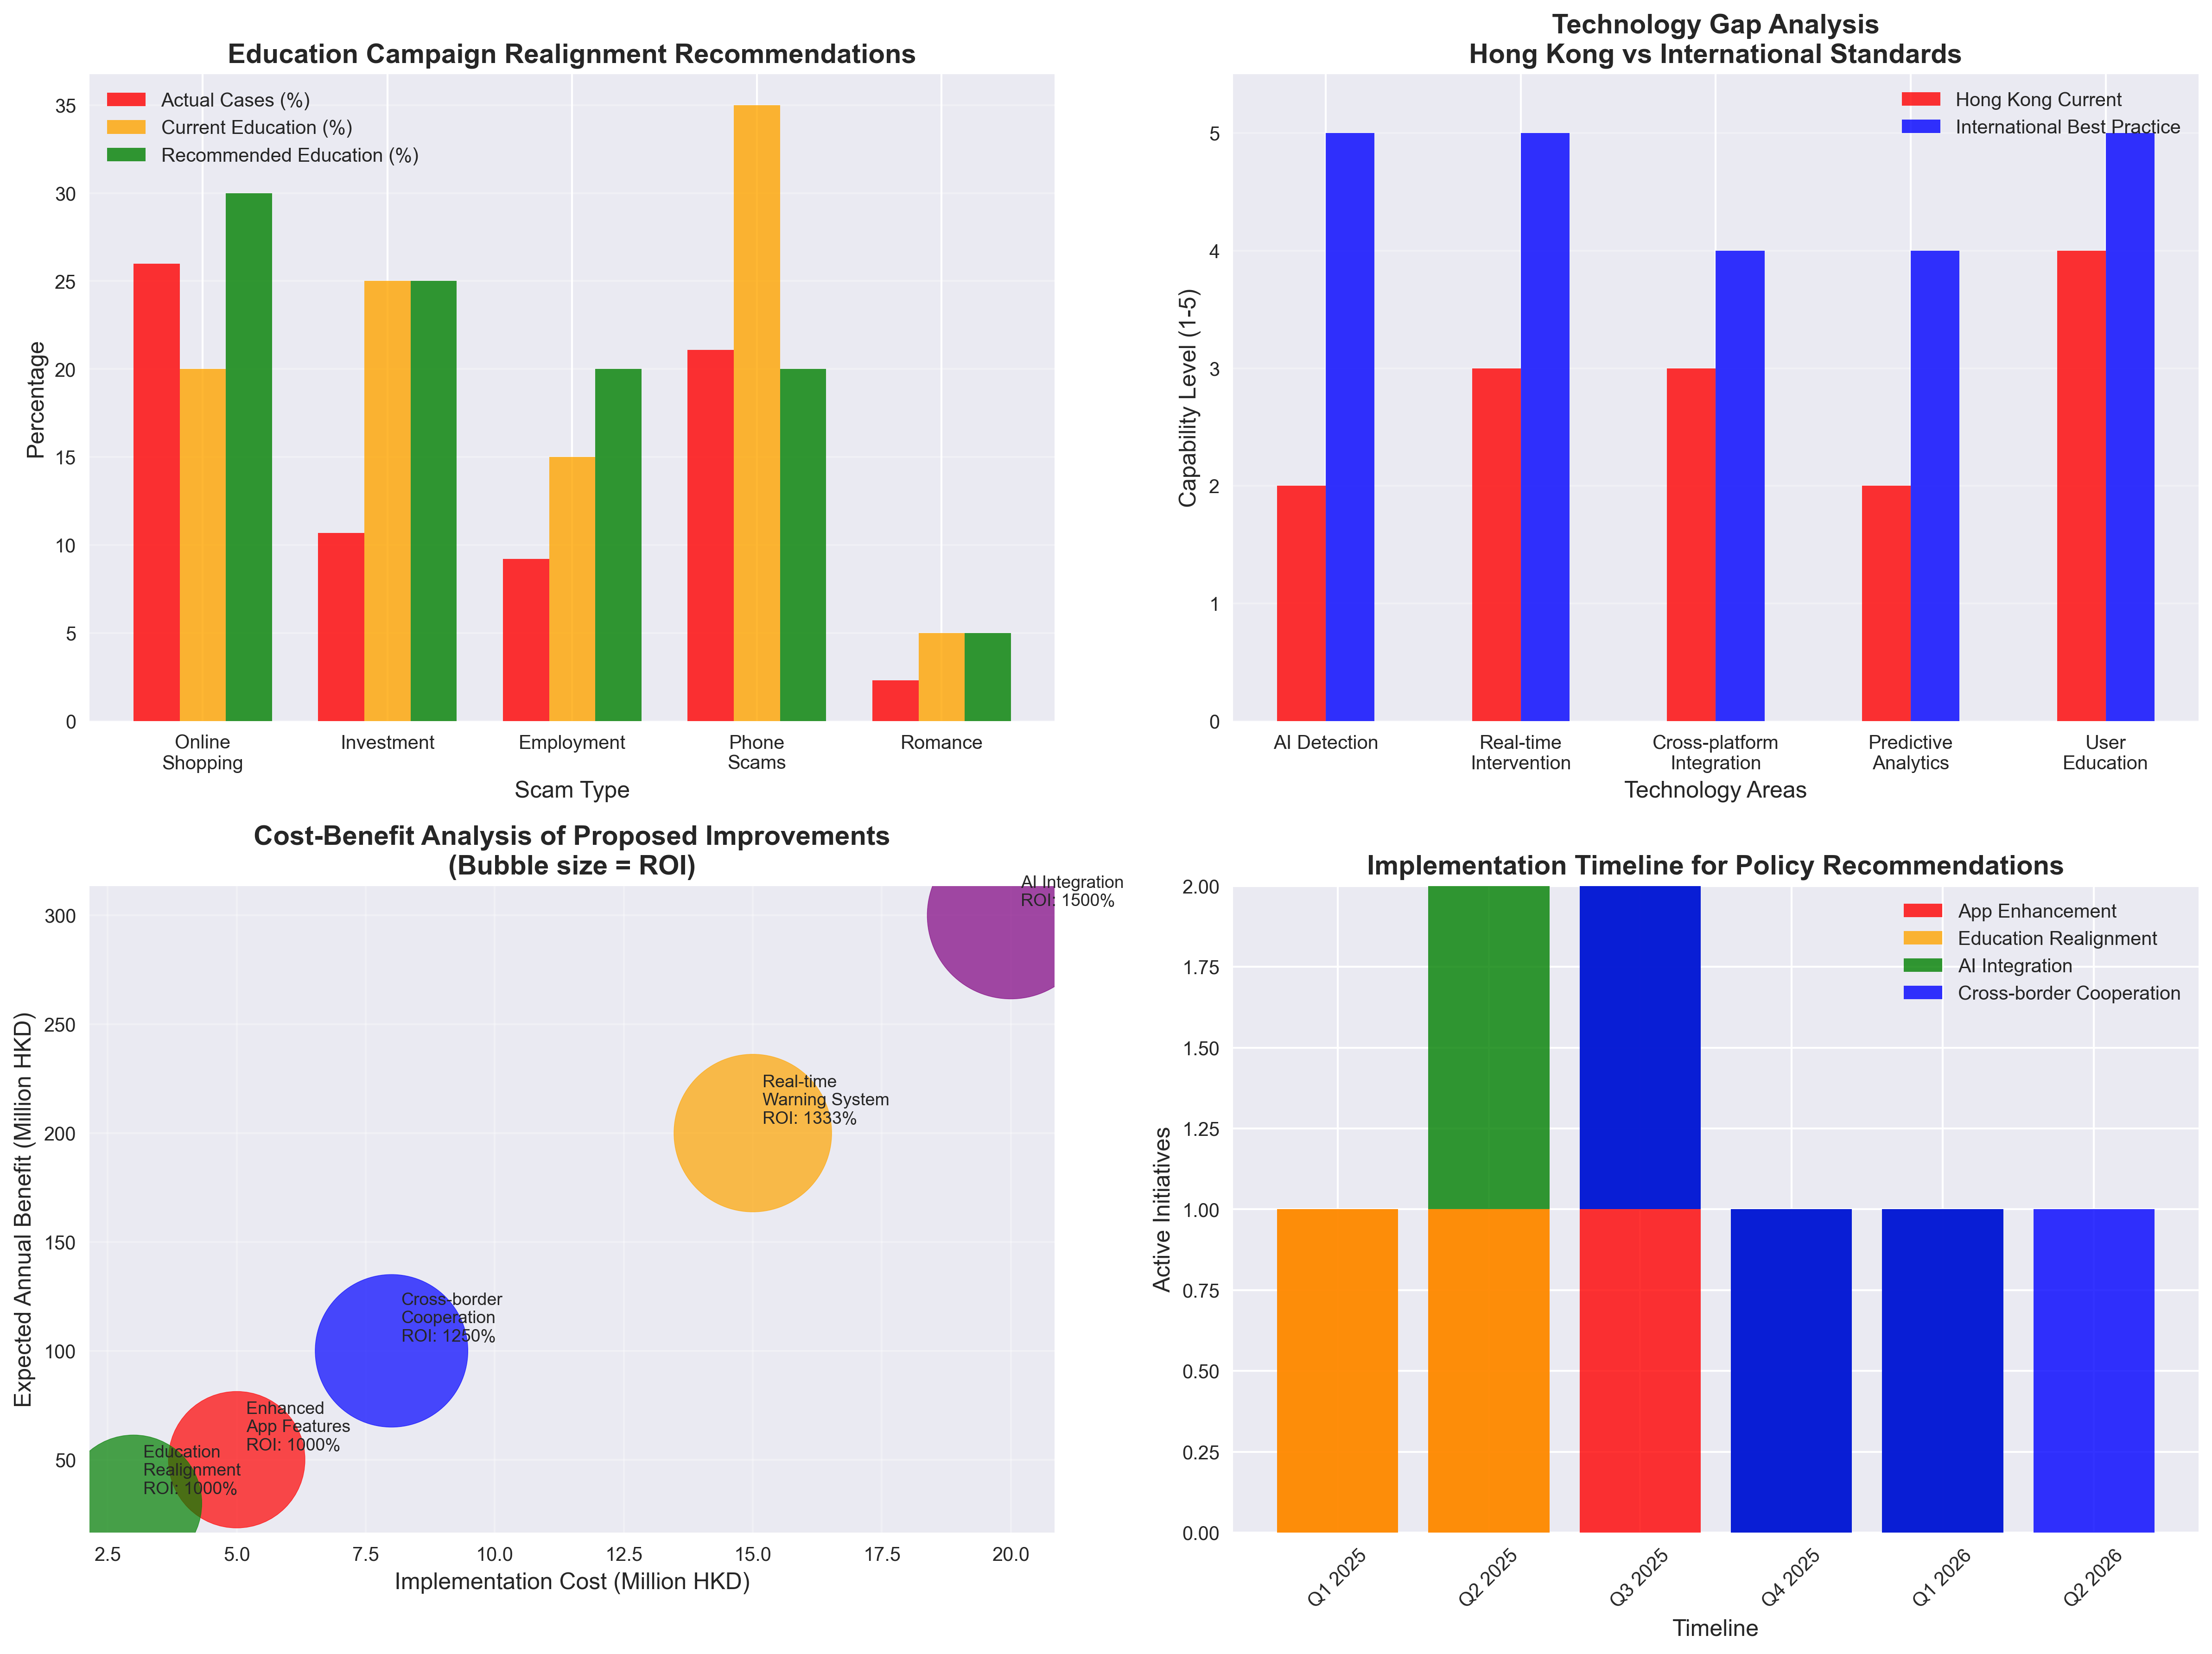 Education Campaign Realignment Recommendations
Actual Cases (%)
Current Education (%)
Recommended Education (%)
Percentage
35
30
25
20
15
10
5
0
Online
Shopping
Investment
Employment
Phone
Scams
Romance
Scam Type
Technology Gap Analysis
Hong Kong vs International Standards
Hong Kong Current
International Best Practice
Capability Level (1-5)
5
4
3
2
1
0
AI Detection
Real-time
Intervention
Cross-platform
Integration
Predictive
Analytics
User
Education
Technology Areas
Cost-Benefit Analysis of Proposed Improvements
(Bubble size = ROI)
Expected Annual Benefit (Million HKD)
300
250
200
150
100
50
AI Integration
ROI: 1500%
Real-time
Warning System
ROI: 1333%
Cross-border
Cooperation
ROI: 1250%
Enhanced
App Features
ROI: 1000%
Education
Realignment
ROI: 1000%
2.5
5.0
7.5
10.0
12.5
15.0
17.5
20.0
Implementation Cost (Million HKD)
Implementation Timeline for Policy Recommendations
App Enhancement
Education Realignment
AI Integration
Cross-border Cooperation
Active Initiatives
2.00
1.75
1.50
1.25
1.00
0.75
0.50
0.25
0.00
Q1 2025
Q2 2025
Q3 2025
Q4 2025
Q1 2026
Q2 2026
Timeline